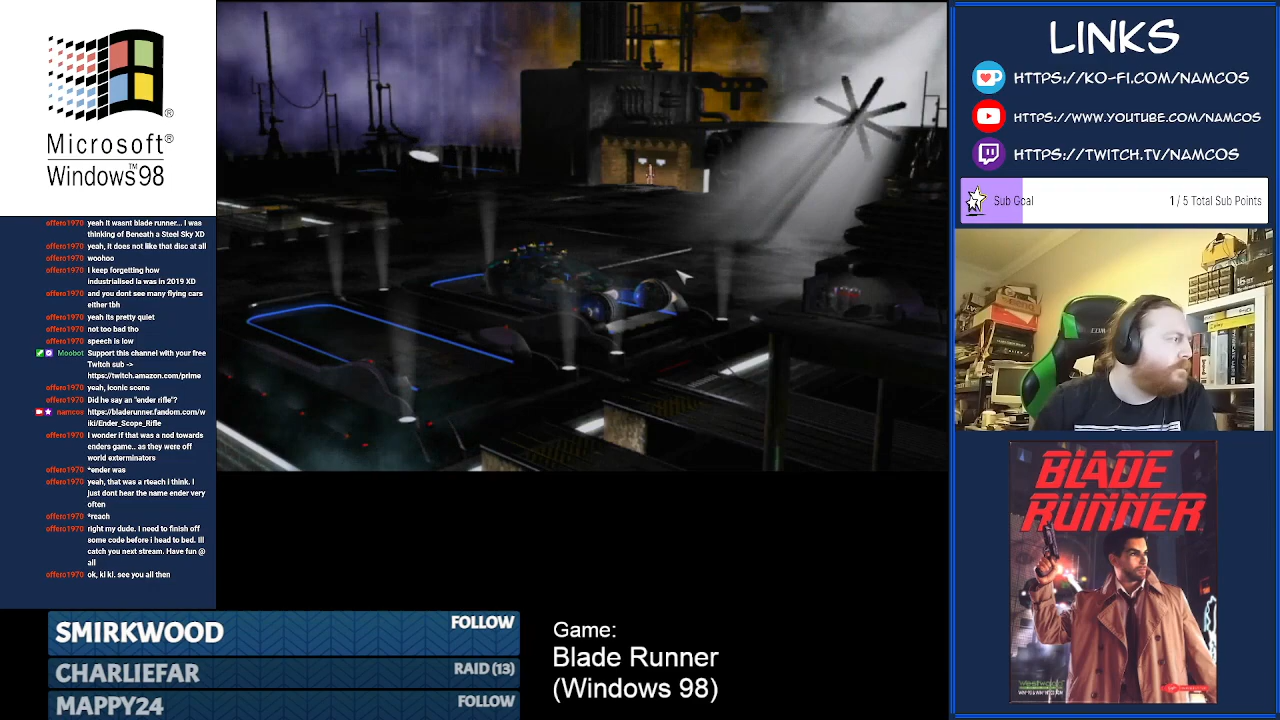 Microsoft®
Windows™98
offero1970 yeah it wasnt blade runner... I was
thinking of Beneath a Steel Sky XD
offero1970 yeah, it does not like that disc at all
offero1970 woohoo
offero1970 I keep forgetting how
industrialised la was in 2019 XD
offero1970 and you dont see many flying cars
either tbh
offero1970 yeah its pretty quiet
offero1970 not too bad tho
offero1970 speech is low
Moobot Support this channel with your free
Twitch sub ->
https://twitch.amazon.com/prime
offero1970 yeah, iconic scene
offero1970 Did he say an "ender rifle"?
namcos https://bladerunner.fandom.com/w
iki/Ender_Scope_Rifle
offero1970 I wonder if that was a nod towards
enders game.. as they were off
world exterminators
offero1970 *ender was
offero1970 yeah, that was a rteach i think. I
just dont hear the name ender very
often
offero1970 *reach
offero1970 right my dude. I need to finish off
some code before i head to bed. Ill
catch you next stream. Have fun @
all
offero1970 ok, ki ki. see you all then
SMIRKWOOD FOLLOW
CHARLIEFAR RAID (13)
MAPPY24 FOLLOW
Game:
Blade Runner
(Windows 98)
LINKS
HTTPS://KO-FI.COM/NAMCOS
HTTPS://WWW.YOUTUBE.COM/NAMCOS
HTTPS://TWITCH.TV/NAMCOS
Sub Goal 1 / 5 Total Sub Points
BLADE
RUNNER
Westwood